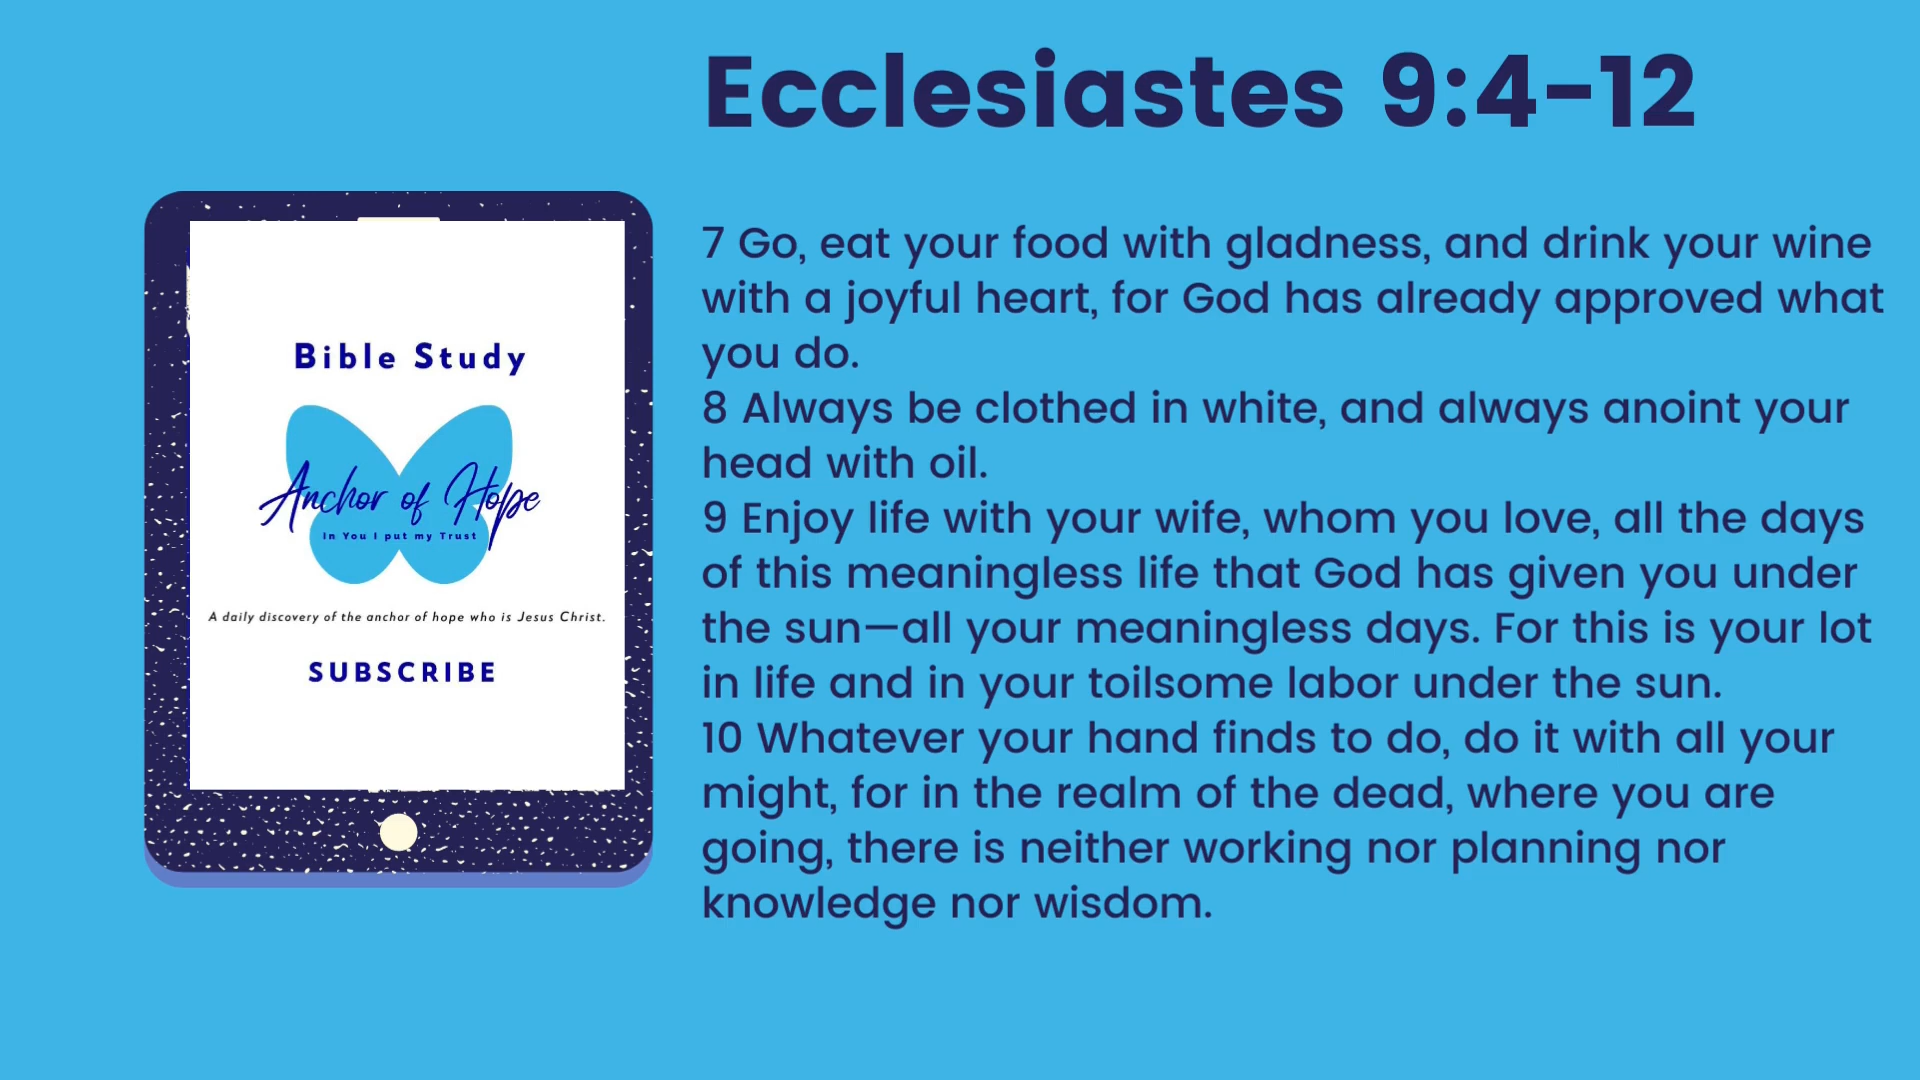 Ecclesiastes 9:4-12
Bible Study
Anchor of Hope
In You I put my Trust
A daily discovery of the anchor of hope who is Jesus Christ.
SUBSCRIBE
7 Go, eat your food with gladness, and drink your wine
with a joyful heart, for God has already approved what
you do.
8 Always be clothed in white, and always anoint your
head with oil.
9 Enjoy life with your wife, whom you love, all the days
of this meaningless life that God has given you under
the sun—all your meaningless days. For this is your lot
in life and in your toilsome labor under the sun.
10 Whatever your hand finds to do, do it with all your
might, for in the realm of the dead, where you are
going, there is neither working nor planning nor
knowledge nor wisdom.